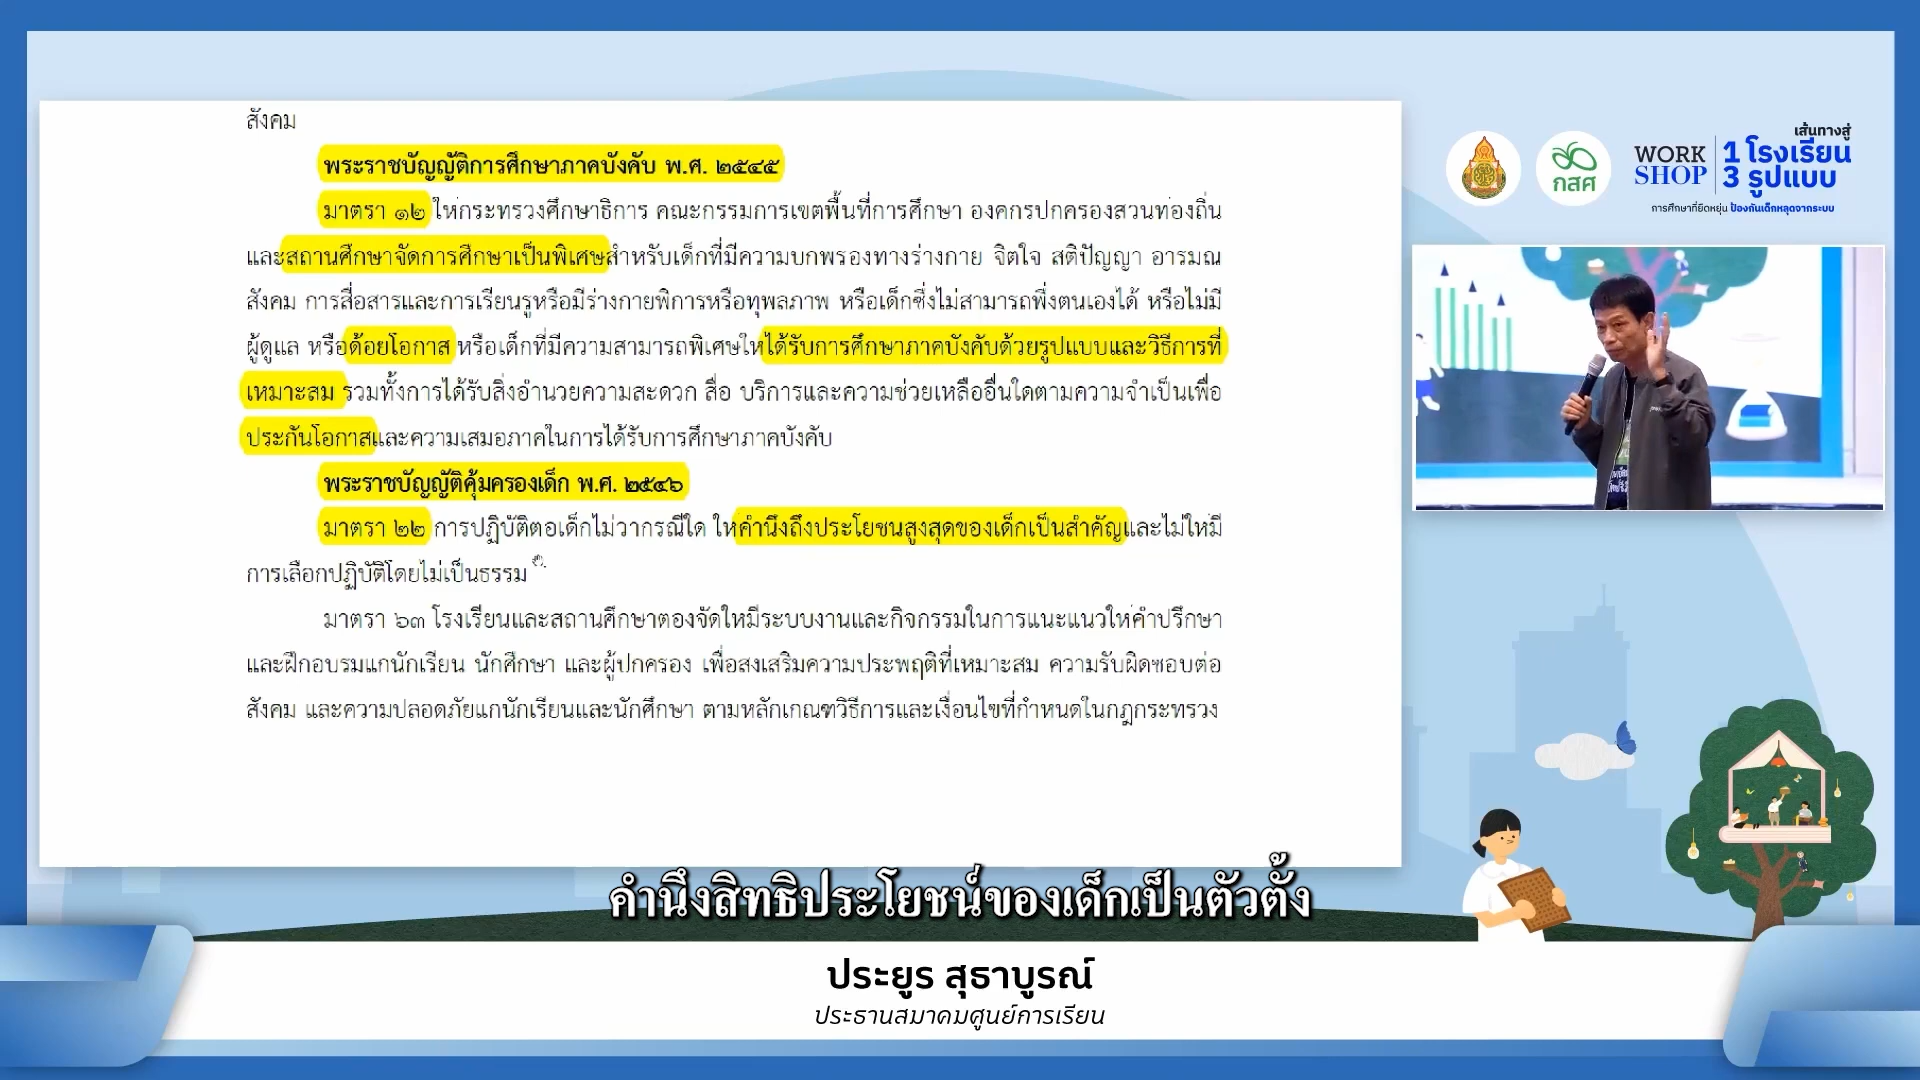 สังคม
พระราชบัญญัติการศึกษาภาคบังคับ พ.ศ. ๒๕๔๕
มาตรา ๑๒ ให้กระทรวงศึกษาธิการ คณะกรรมการเขตพื้นที่การศึกษา องคกรปกครองสวนท่องถิ่น
และสถานศึกษาจัดการศึกษาเป็นพิเศษสำหรับเด็กที่มีความบกพรองทางร่างกาย จิตใจ สติปัญญา อารมณ
สังคม การสื่อสารและการเรียนรูหรือมีร่างกายพิการหรือทุพลภาพ หรือเด็กซึ่งไม่สามารถพึ่งตนเองได้ หรือไม่มี
ผู้ดูแล หรือด้อยโอกาส หรือเด็กที่มีความสามารถพิเศษใหได้รับการศึกษาภาคบังคับด้วยรูปแบบและวิธีการที่
เหมาะสม รวมทั้งการได้รับสิ่งอำนวยความสะดวก สื่อ บริการและความช่วยเหลืออื่นใดตามความจำเป็นเพื่อ
ประกันโอกาสและความเสมอภาคในการได้รับการศึกษาภาคบังคับ
พระราชบัญญัติคุ้มครองเด็ก พ.ศ. ๒๕๔๖
มาตรา ๒๒ การปฏิบัติตอเด็กไม่วากรณีใด ใหคำนึงถึงประโยชนสูงสุดของเด็กเป็นสำคัญและไม่ใหมี
การเลือกปฏิบัติโดยไม่เป็นธรรม
มาตรา ๖๓ โรงเรียนและสถานศึกษาตองจัดใหมีระบบงานและกิจกรรมในการแนะแนวให้คำปรึกษา
และฝึกอบรมแกนักเรียน นักศึกษา และผู้ปกครอง เพื่อสงเสริมความประพฤติที่เหมาะสม ความรับผิดชอบต่อ
สังคม และความปลอดภัยแกนักเรียนและนักศึกษา ตามหลักเกณฑวิธีการและเงื่อนไขที่กำหนดในกฎกระทรวง
กสศ
WORK
SHOP
เส้นทางสู่
1 โรงเรียน
3 รูปแบบ
การศึกษาที่ยืดหยุ่น ป้องกันเด็กหลุดจากระบบ
คำนึงสิทธิประโยชน์ของเด็กเป็นตัวตั้ง
ประยูร สุธาบูรณ์
ประธานสมาคมศูนย์การเรียน